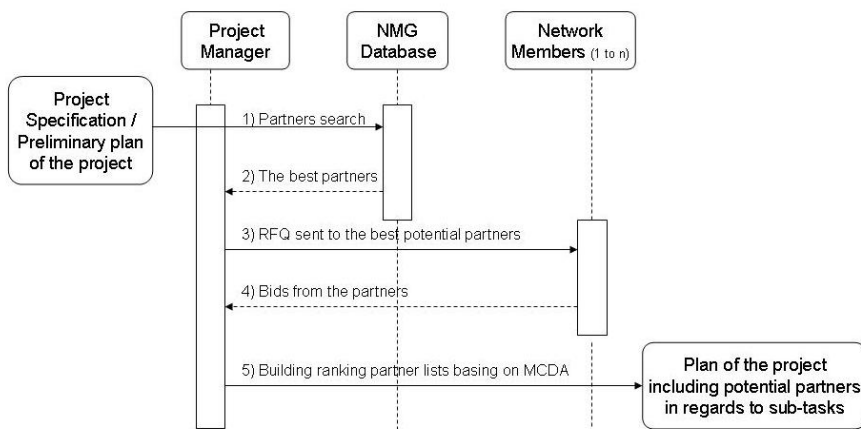 Project
Manager
NMG
Database
Network
Members (1 to n)
Project
Specification /
Preliminary plan
of the project
1) Partners search
2) The best partners
3) RFQ sent to the best potential partners
4) Bids from the partners
5) Building ranking partner lists basing on MCDA
Plan of the project
including potential partners
in regards to sub-tasks